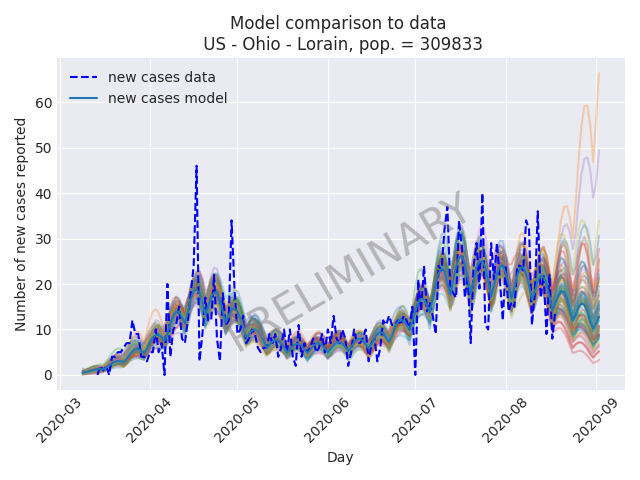 Model comparison to data
US - Ohio - Lorain, pop. = 309833
new cases data
new cases model
PRELIMINARY
Number of new cases reported
60
50
40
30
20
10
0
2020-03
2020-04
2020-05
2020-06
2020-07
2020-08
2020-09
Day